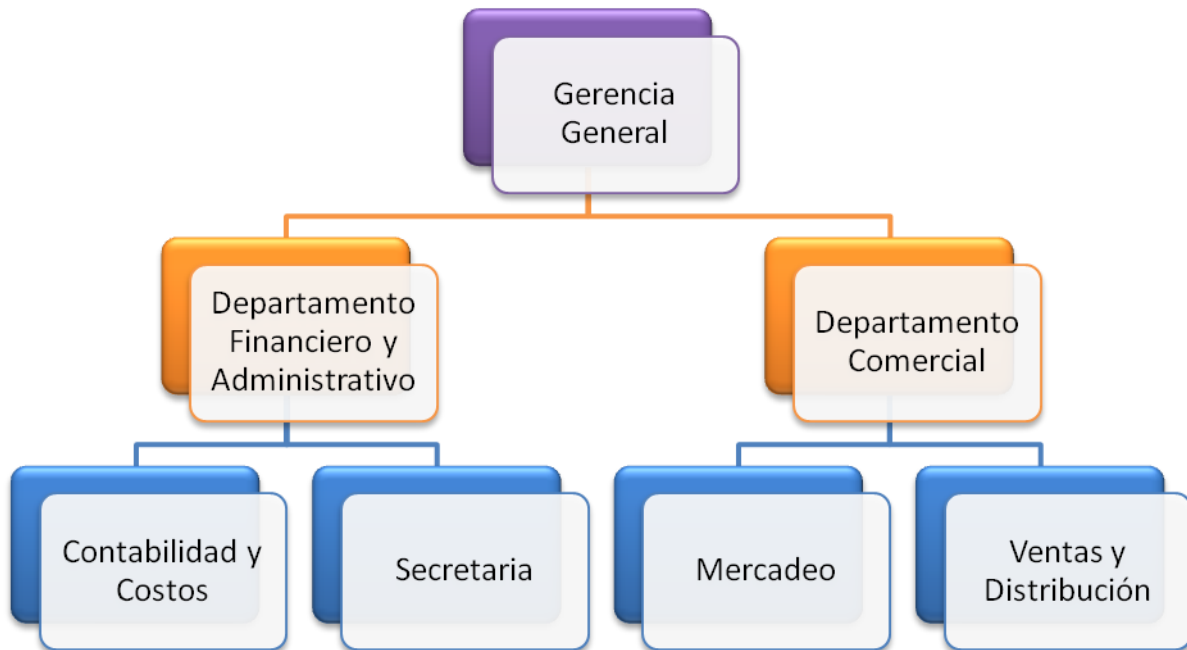 Gerencia
General
Departamento
Financiero y
Administrativo
Departamento
Comercial
Contabilidad y
Costos
Secretaria
Mercadeo
Ventas y
Distribución